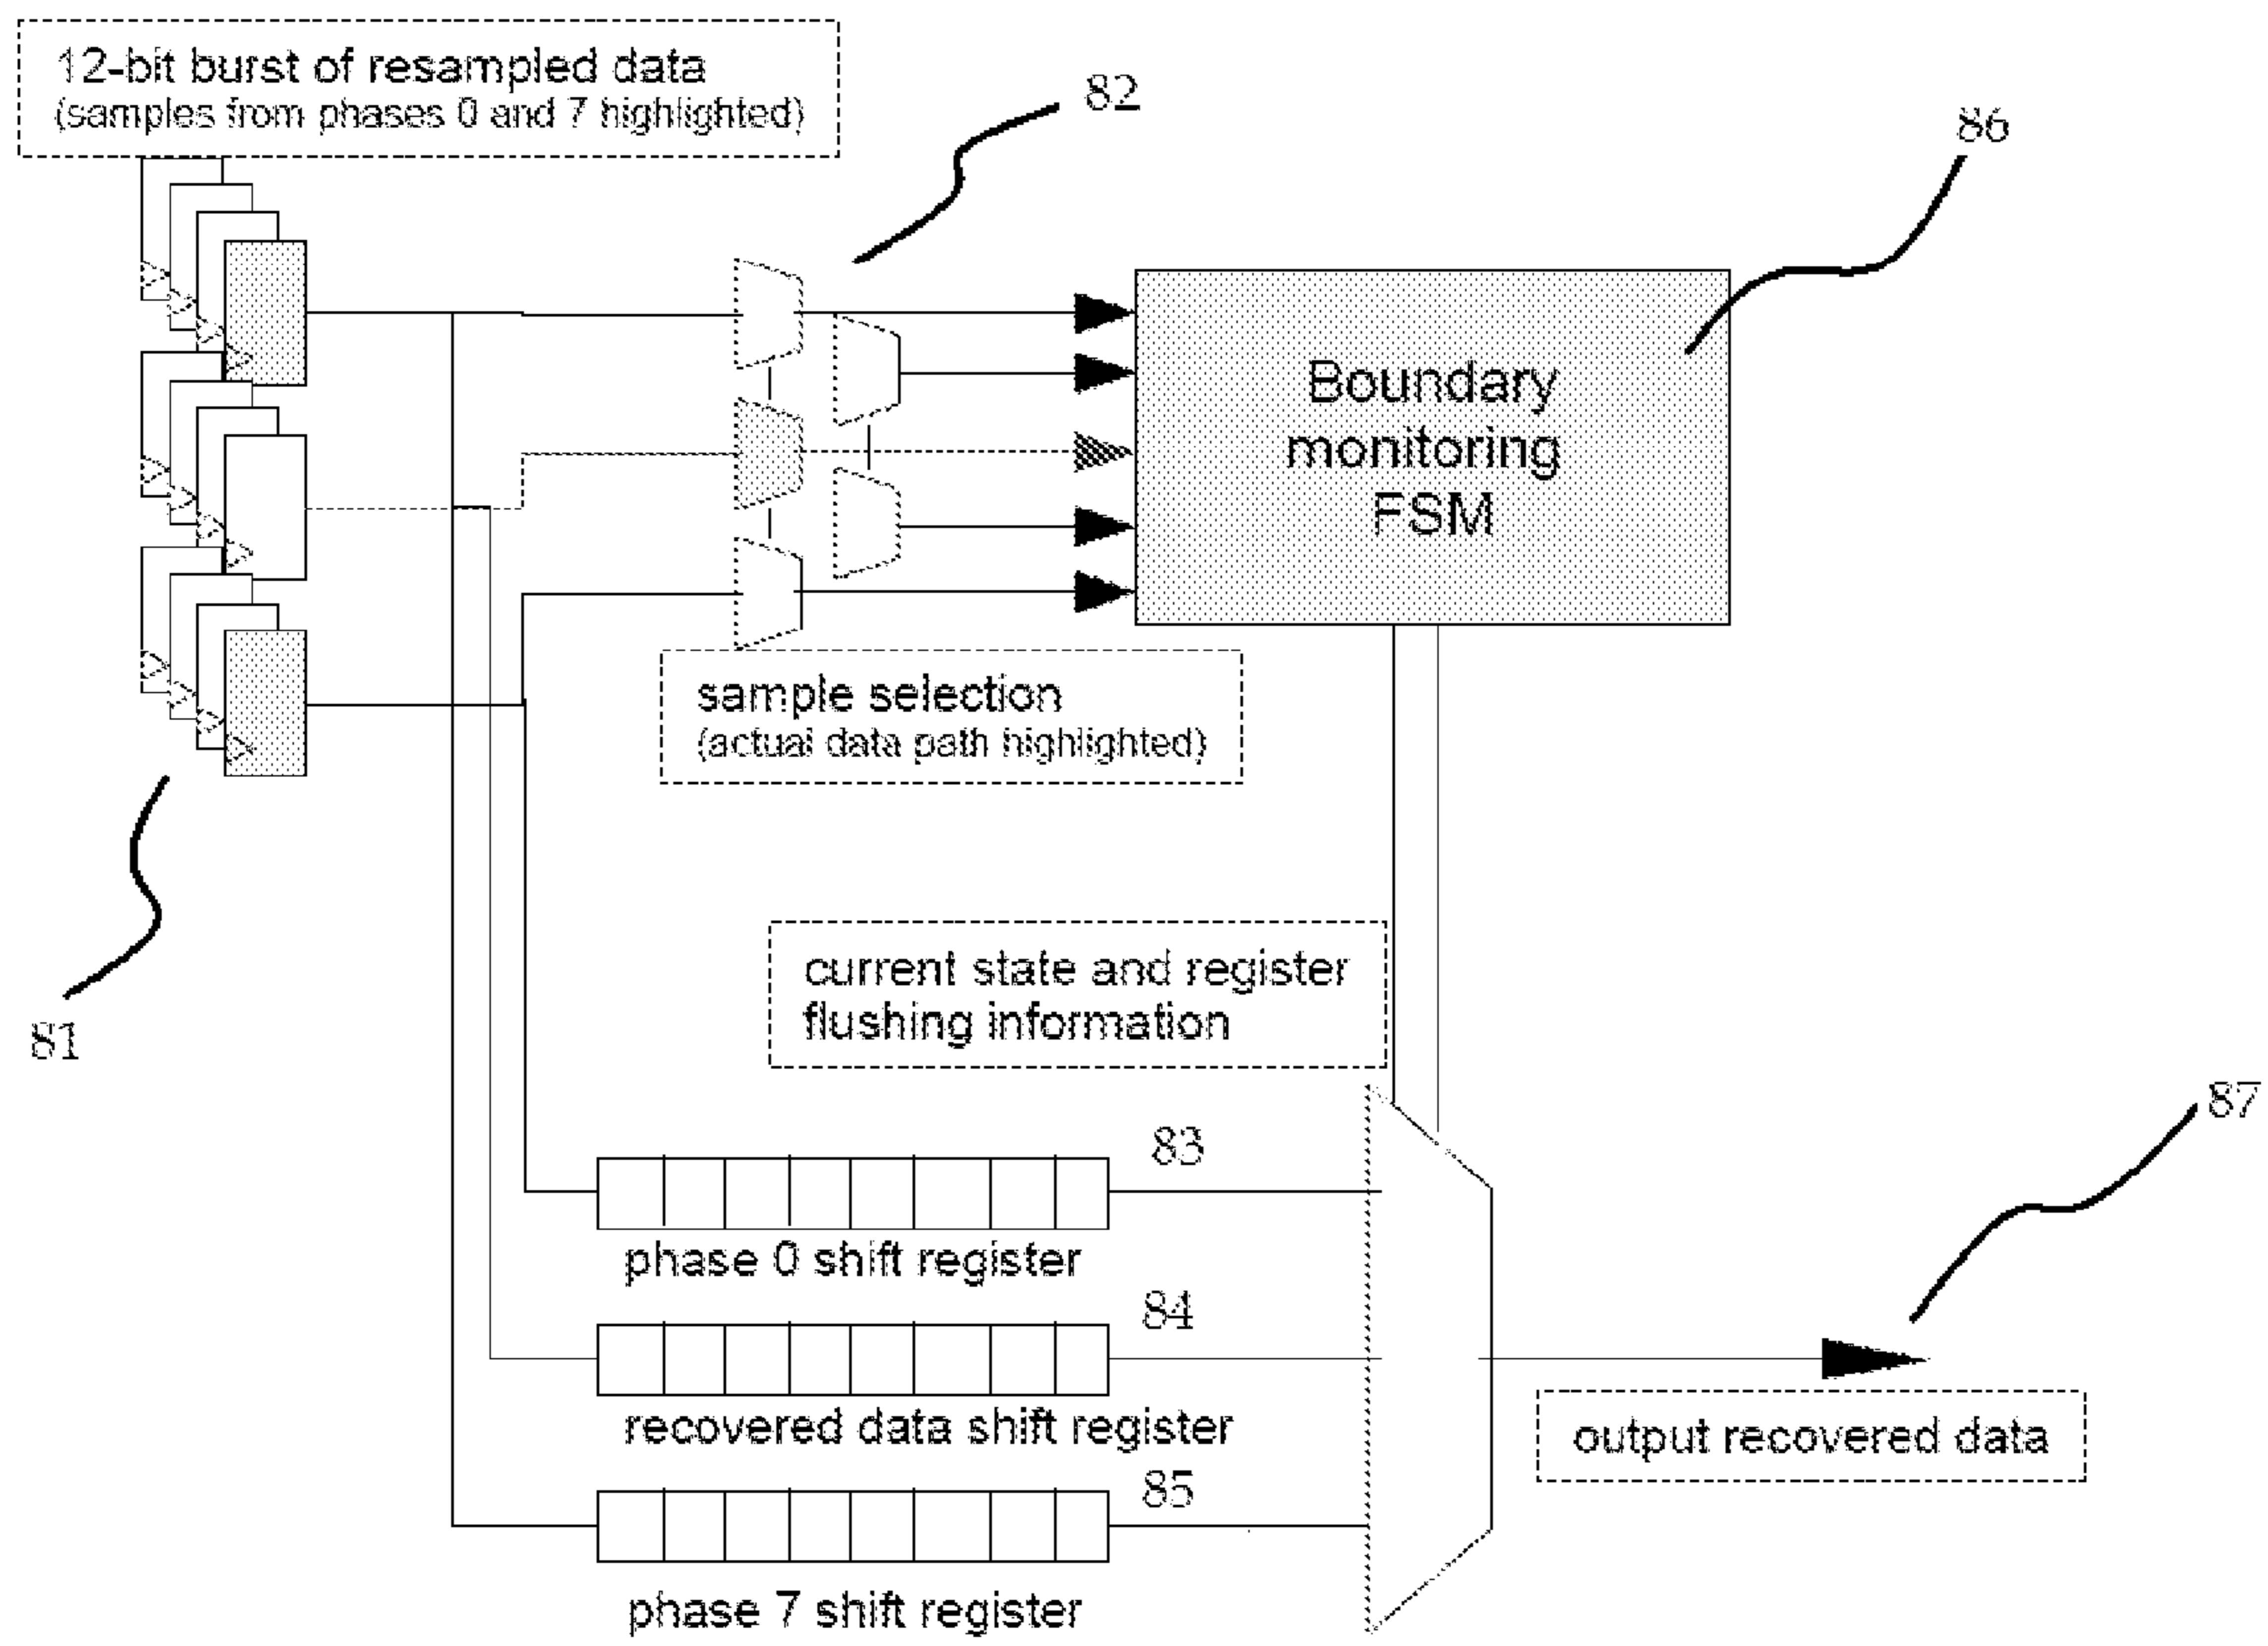 12-bit burst of resampled data
(samples from phases 0 and 7 highlighted)
82
86
Boundary
monitoring
FSM
sample selection
(actual data path highlighted)
81
current state and register
flushing information
87
83
phase 0 shift register
84
recovered data shift register
output recovered data
85
phase 7 shift register